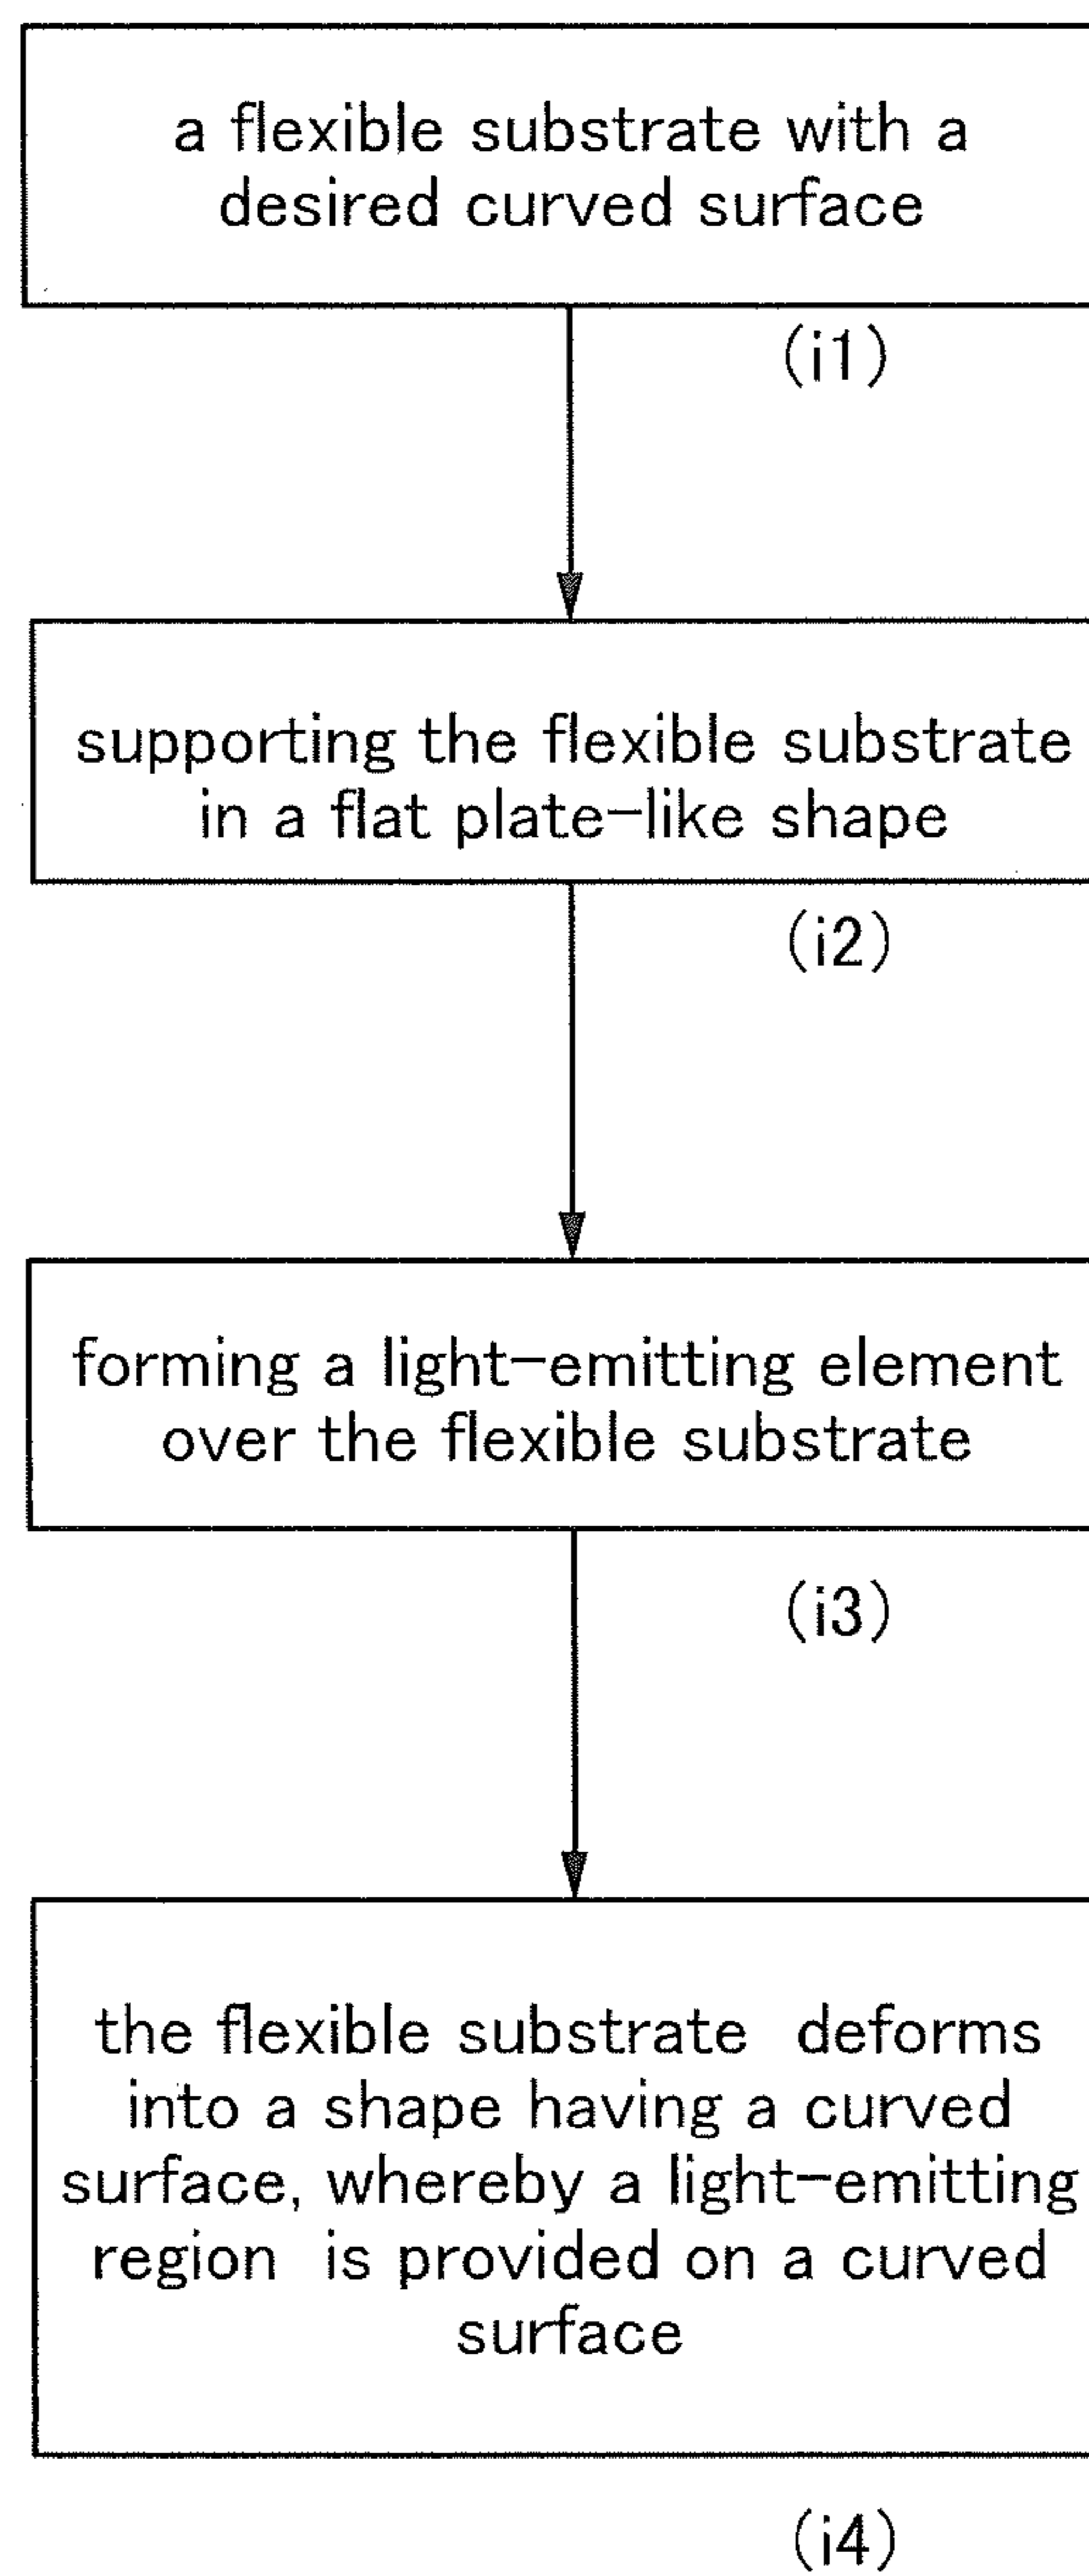 a flexible substrate with a
desired curved surface
(i1)
supporting the flexible substrate
in a flat plate-like shape
(i2)
forming a light-emitting element
over the flexible substrate
(i3)
the flexible substrate deforms
into a shape having a curved
surface, whereby a light-emitting
region is provided on a curved
surface
(i4)